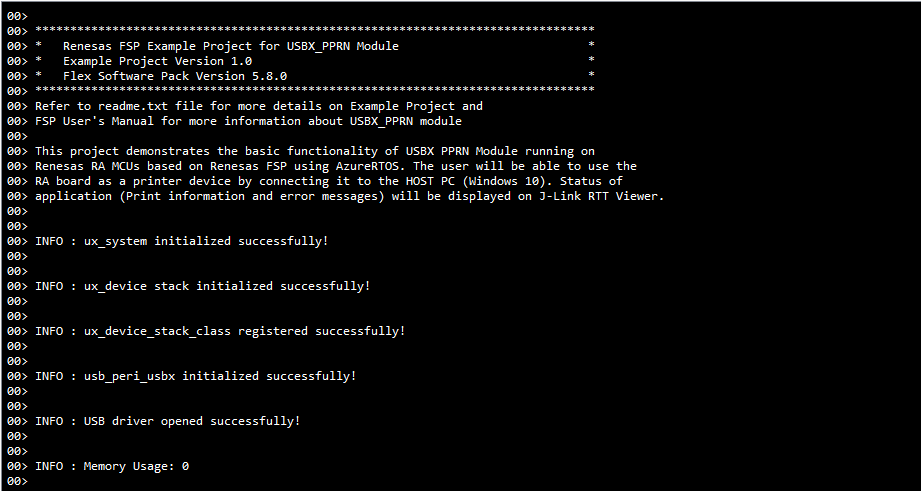 00>
00> *******************************************************************************
00> *   Renesas FSP Example Project for USBX_PPRN Module                           *
00> *   Example Project Version 1.0                                                *
00> *   Flex Software Pack Version 5.8.0                                           *
00> *******************************************************************************
00> Refer to readme.txt file for more details on Example Project and
00> FSP User's Manual for more information about USBX_PPRN module
00>
00> This project demonstrates the basic functionality of USBX PPRN Module running on
00> Renesas RA MCUs based on Renesas FSP using AzureRTOS. The user will be able to use the
00> RA board as a printer device by connecting it to the HOST PC (Windows 10). Status of
00> application (Print information and error messages) will be displayed on J-Link RTT Viewer.
00>
00>
00> INFO : ux_system initialized successfully!
00>
00>
00> INFO : ux_device stack initialized successfully!
00>
00>
00> INFO : ux_device_stack_class registered successfully!
00>
00>
00> INFO : usb_peri_usbx initialized successfully!
00>
00>
00> INFO : USB driver opened successfully!
00>
00>
00> INFO : Memory Usage: 0
00>